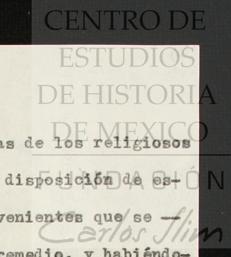 CENTRO DE
ESTUDIOS
DE HISTORIA
DE MEXICO
as de los religiosos
FUNDACIÓN
disposición de es-
venientes que se —
Carlos Slim
remedio, y habiéndo-